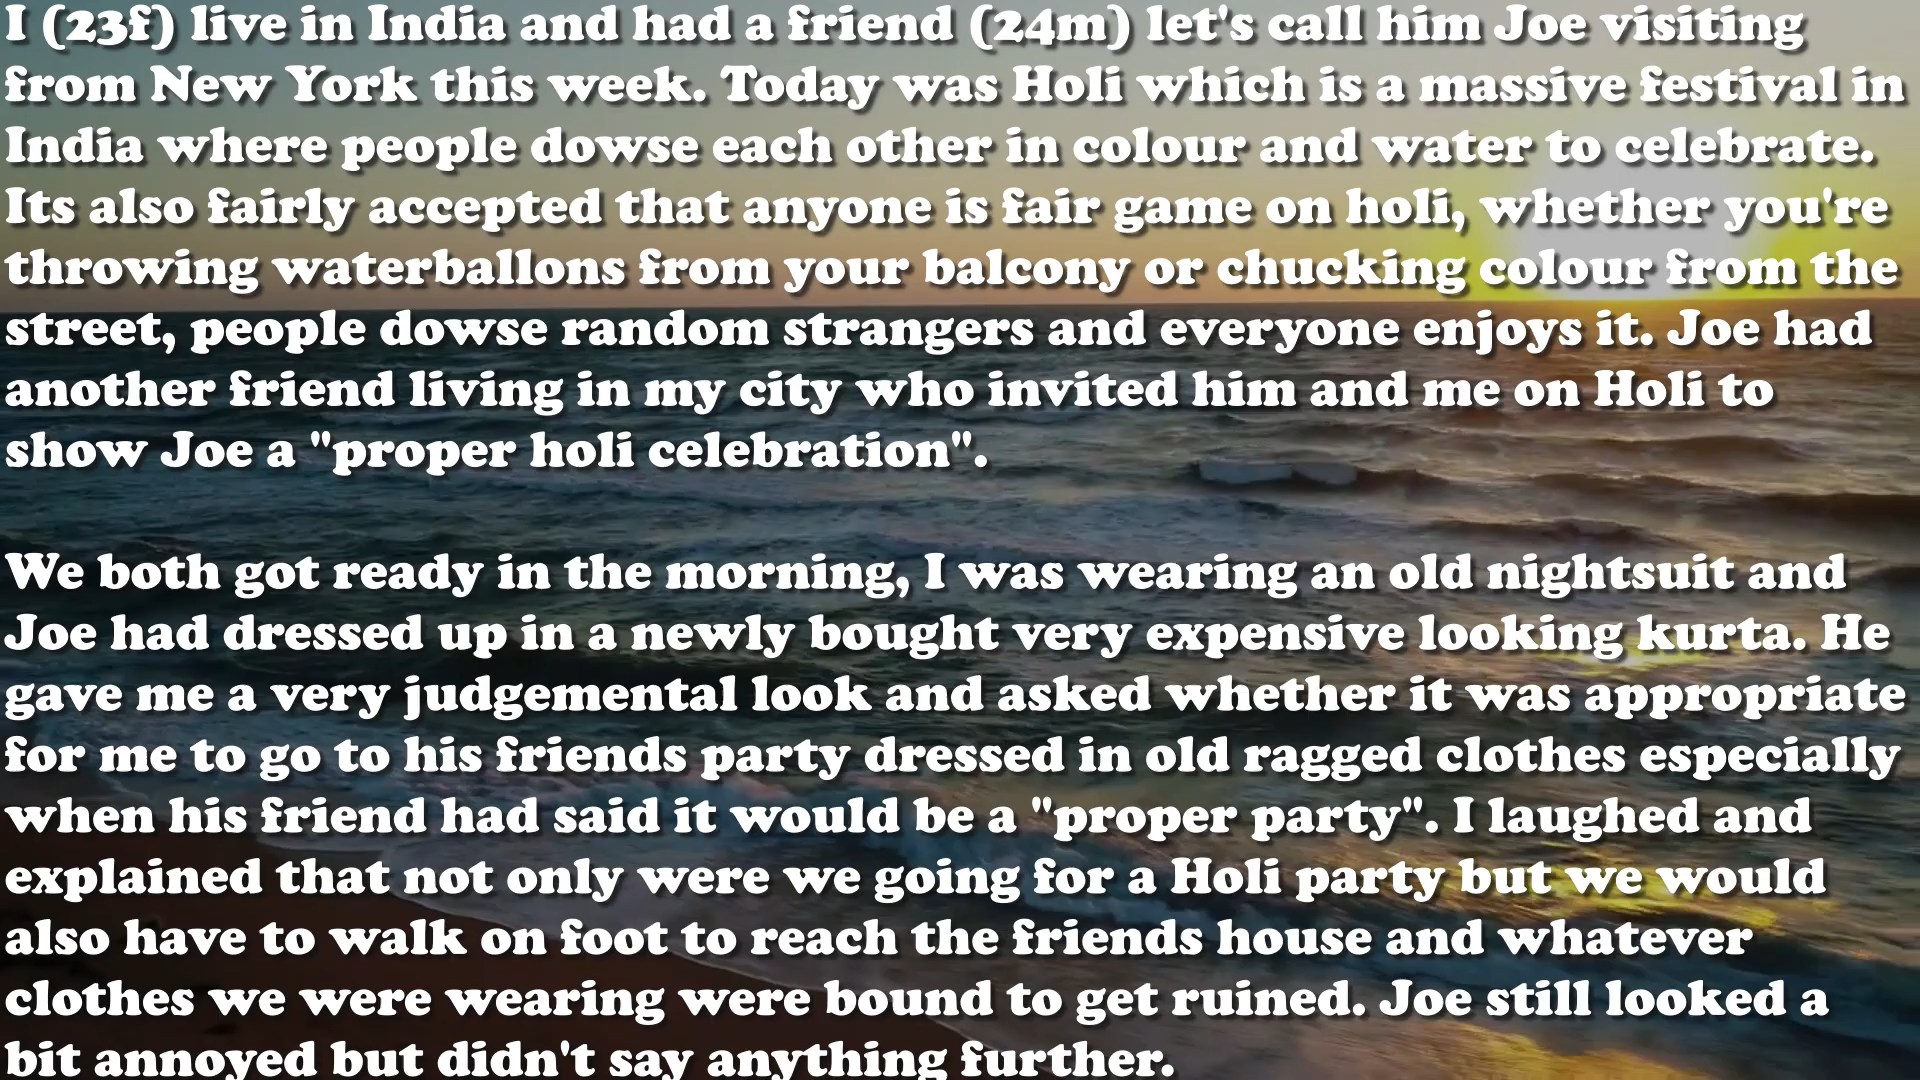 I (23f) live in India and had a friend (24m) let's call him Joe visiting
from New York this week. Today was Holi which is a massive festival in
India where people dowse each other in colour and water to celebrate.
Its also fairly accepted that anyone is fair game on holi, whether you're
throwing waterballons from your balcony or chucking colour from the
street, people dowse random strangers and everyone enjoys it. Joe had
another friend living in my city who invited him and me on Holi to
show Joe a "proper holi celebration".

We both got ready in the morning, I was wearing an old nightsuit and
Joe had dressed up in a newly bought very expensive looking kurta. He
gave me a very judgemental look and asked whether it was appropriate
for me to go to his friends party dressed in old ragged clothes especially
when his friend had said it would be a "proper party". I laughed and
explained that not only were we going for a Holi party but we would
also have to walk on foot to reach the friends house and whatever
clothes we were wearing were bound to get ruined. Joe still looked a
bit annoyed but didn't say anything further.